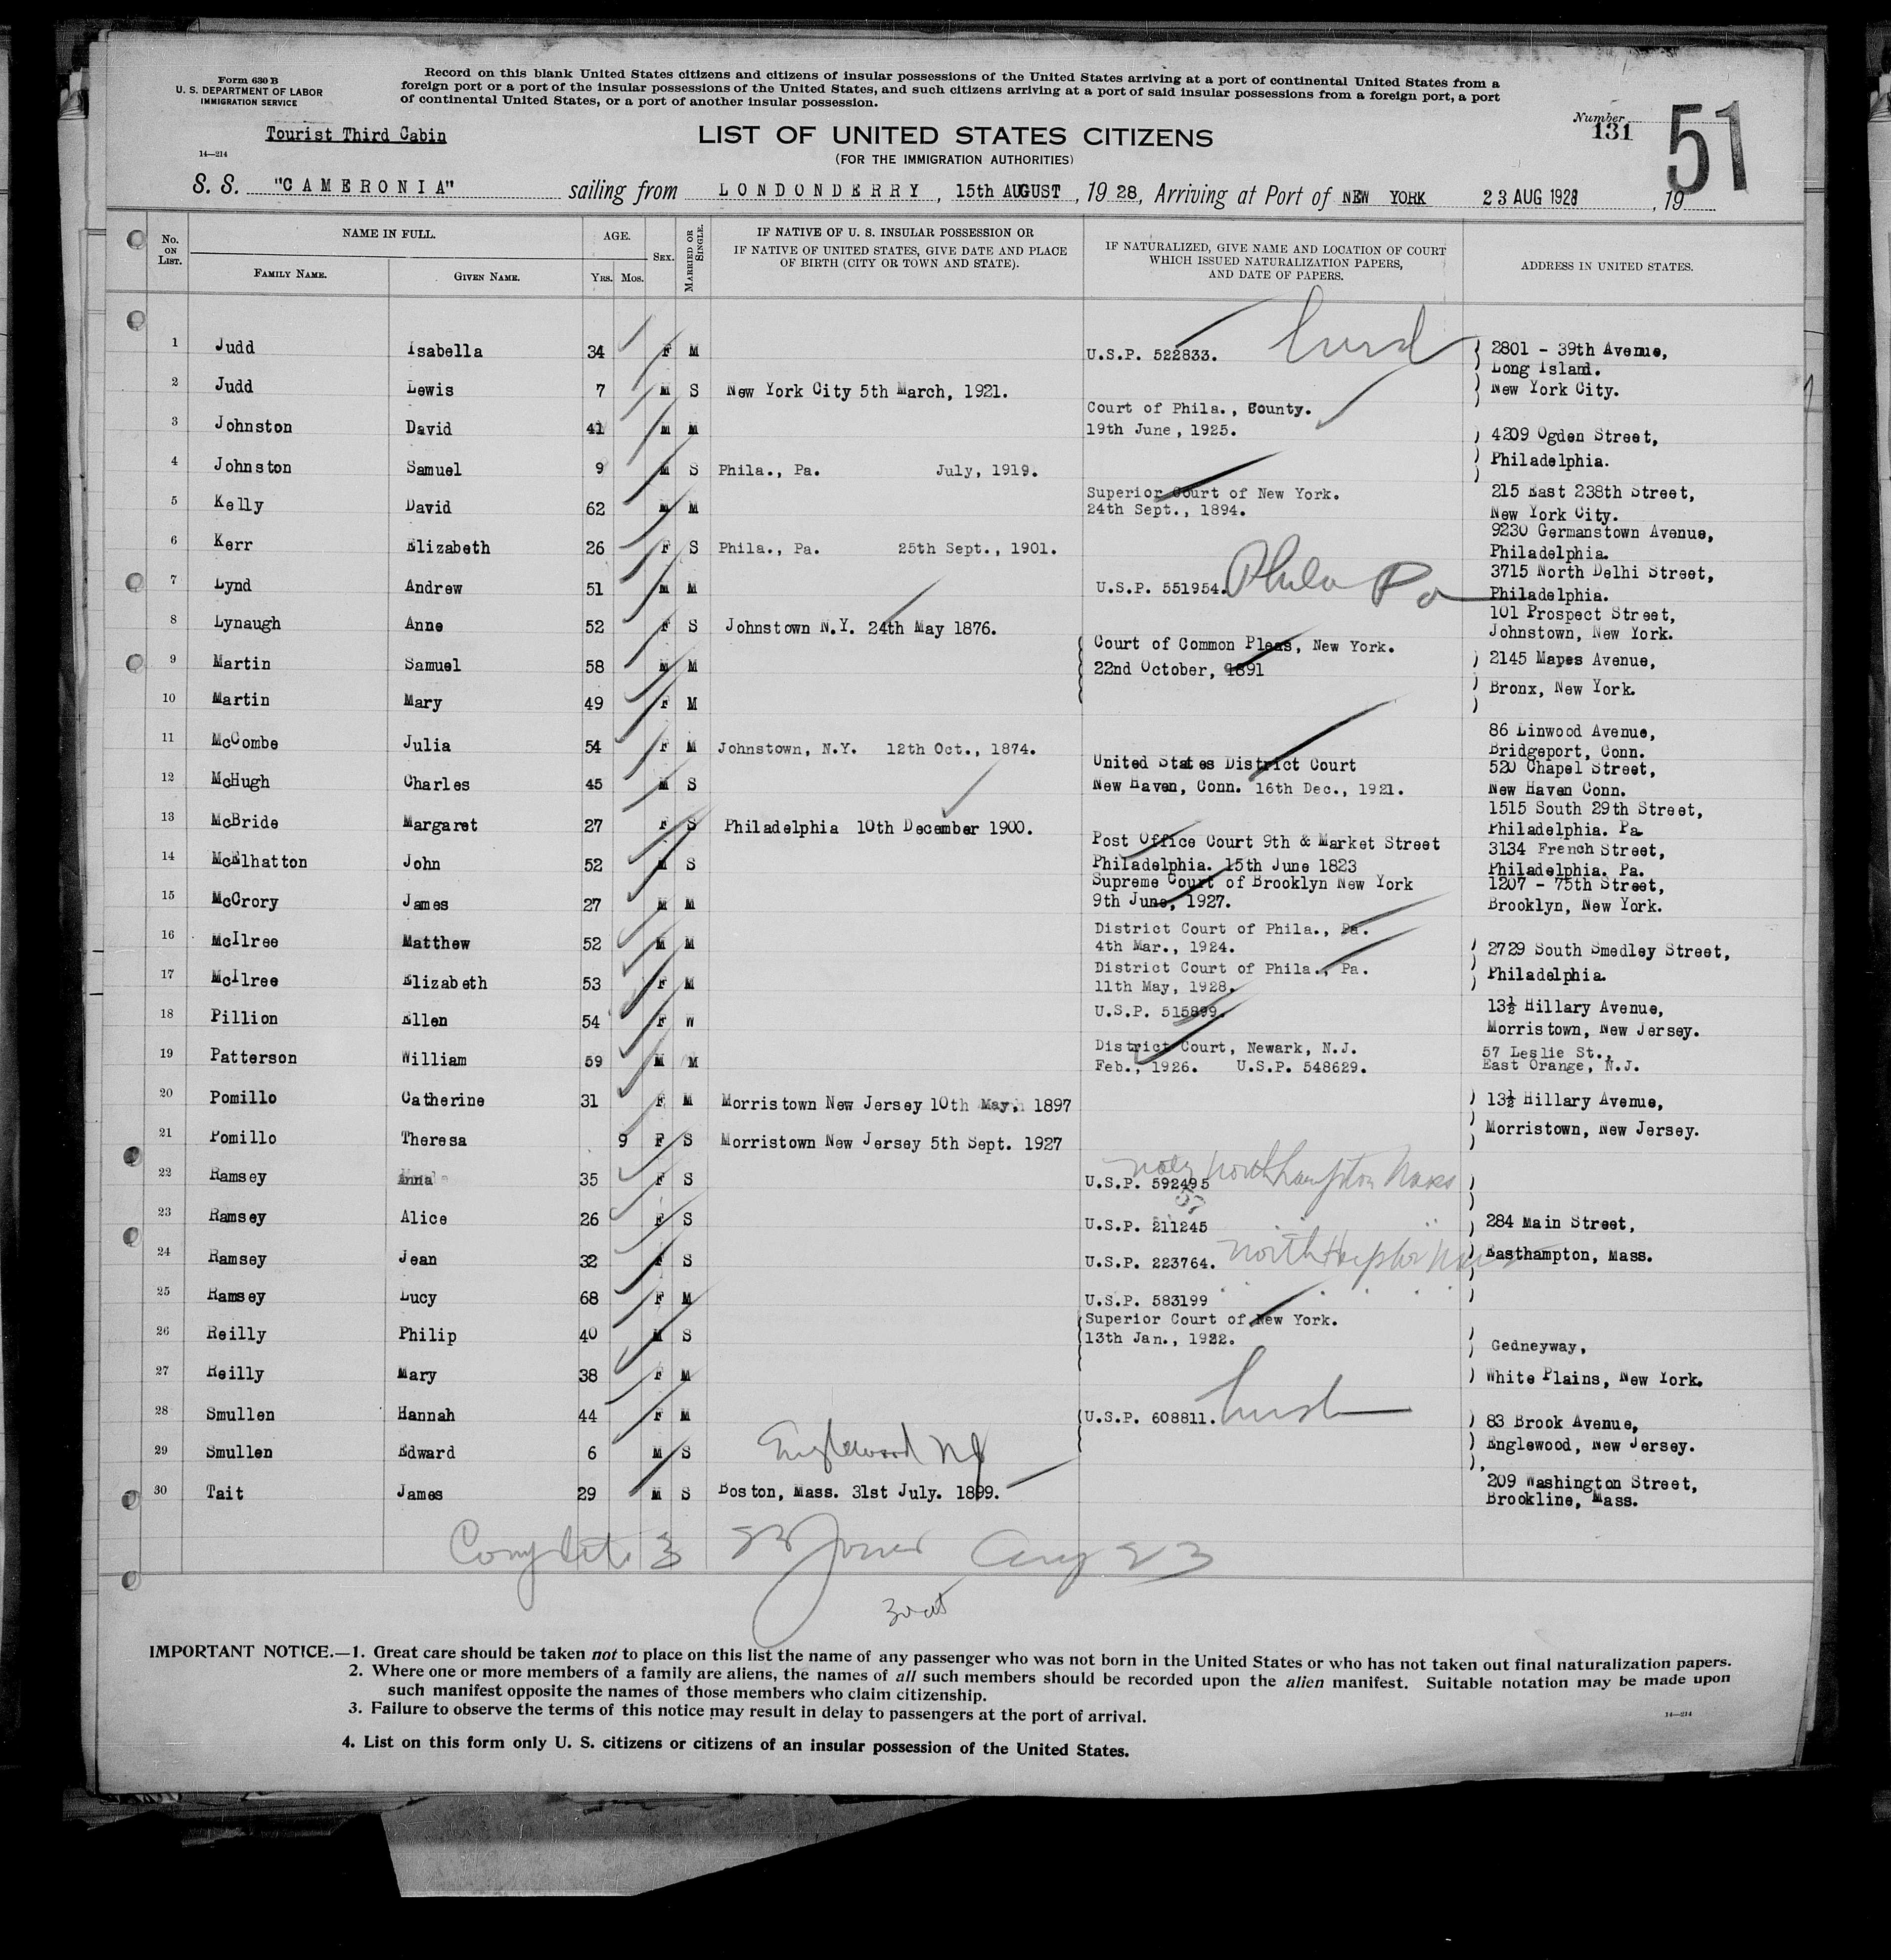 Form 630 B
U. S. DEPARTMENT OF LABOR
IMMIGRATION SERVICE
Record on this blank United States citizens and citizens of insular possessions of the United States arriving at a port of continental United States from a
foreign port or a port of the insular possessions of the United States, and such citizens arriving at a port of said insular possessions from a foreign port, a port
of continental United States, or a port of another insular possession.
Number
131
51
Tourist Third Cabin
LIST OF UNITED STATES CITIZENS
(FOR THE IMMIGRATION AUTHORITIES)
14—214
S. S. "CAMERONIA" sailing from LONDONDERRY, 15th AUGUST, 19 28, Arriving at Port of NEW YORK 23 AUG 1928, 19
No. ON LIST.
NAME IN FULL.
FAMILY NAME.
GIVEN NAME.
AGE.
YRS. MOS.
SEX.
MARRIED OR SINGLE.
IF NATIVE OF U. S. INSULAR POSSESSION OR
IF NATIVE OF UNITED STATES, GIVE DATE AND PLACE
OF BIRTH (CITY OR TOWN AND STATE).
IF NATURALIZED, GIVE NAME AND LOCATION OF COURT
WHICH ISSUED NATURALIZATION PAPERS,
AND DATE OF PAPERS.
ADDRESS IN UNITED STATES.
1 Judd Isabella 34 F M U.S.P. 522833. 2801 - 39th Avenue,
Long Island.
2 Judd Lewis 7 M S New York City 5th March, 1921. New York City.
Court of Phila., County.
3 Johnston David 41 M M 19th June, 1925. 4209 Ogden Street,
4 Johnston Samuel 9 M S Phila., Pa. July, 1919. Philadelphia.
Superior Court of New York. 215 East 238th Street,
5 Kelly David 62 M M 24th Sept., 1894. New York City.
9230 Germanstown Avenue,
6 Kerr Elizabeth 26 F S Phila., Pa. 25th Sept., 1901. Philadelphia.
3715 North Delhi Street,
7 Lynd Andrew 51 M M U.S.P. 551954. Phila Pa Philadelphia.
101 Prospect Street,
8 Lynaugh Anne 52 F S Johnstown N.Y. 24th May 1876. Johnstown, New York.
Court of Common Pleas, New York.
9 Martin Samuel 58 M M 22nd October, 1891 2145 Mapes Avenue,
10 Martin Mary 49 F M Bronx, New York.
86 Linwood Avenue,
11 McCombe Julia 54 F M Johnstown, N.Y. 12th Oct., 1874. Bridgeport, Conn.
United States District Court 520 Chapel Street,
12 McHugh Charles 45 M S New Haven, Conn. 16th Dec., 1921. New Haven Conn.
1515 South 29th Street,
13 McBride Margaret 27 F S Philadelphia 10th December 1900. Philadelphia. Pa.
Post Office Court 9th & Market Street 3134 French Street,
14 McElhatton John 52 M S Philadelphia. 15th June 1823 Philadelphia. Pa.
Supreme Court of Brooklyn New York 1207 - 75th Street,
15 McCrory James 27 M M 9th June, 1927. Brooklyn, New York.
District Court of Phila., Pa.
16 McIlree Matthew 52 M M 4th Mar., 1924. 2729 South Smedley Street,
District Court of Phila., Pa. Philadelphia.
17 McIlree Elizabeth 53 F M 11th May, 1928.
18 Pillion Ellen 54 F W U.S.P. 515899. 13½ Hillary Avenue,
Morristown, New Jersey.
District Court, Newark, N.J. 57 Leslie St.,
19 Patterson William 59 M M Feb., 1926. U.S.P. 548629. East Orange, N.J.
20 Pomillo Catherine 31 F M Morristown New Jersey 10th May, 1897 13½ Hillary Avenue,
21 Pomillo Theresa 9 F S Morristown New Jersey 5th Sept. 1927 Morristown, New Jersey.
Northampton Mass
22 Ramsey Anna 35 F S U.S.P. 592495
23 Ramsey Alice 26 F S U.S.P. 211245 284 Main Street,
24 Ramsey Jean 32 F S U.S.P. 223764. Easthampton, Mass.
25 Ramsey Lucy 68 F M U.S.P. 583199
Superior Court of New York.
26 Reilly Philip 40 M S 13th Jan., 1922. Gedneyway,
27 Reilly Mary 38 F M White Plains, New York.
28 Smullen Hannah 44 F M U.S.P. 608811. 83 Brook Avenue,
29 Smullen Edward 6 M S Englewood NJ Englewood, New Jersey.
209 Washington Street,
30 Tait James 29 M S Boston, Mass. 31st July. 1899. Brookline, Mass.
Complete Jones Aug 23
IMPORTANT NOTICE.—1. Great care should be taken not to place on this list the name of any passenger who was not born in the United States or who has not taken out final naturalization papers.
2. Where one or more members of a family are aliens, the names of all such members should be recorded upon the alien manifest. Suitable notation may be made upon
such manifest opposite the names of those members who claim citizenship.
3. Failure to observe the terms of this notice may result in delay to passengers at the port of arrival.
14—214
4. List on this form only U. S. citizens or citizens of an insular possession of the United States.